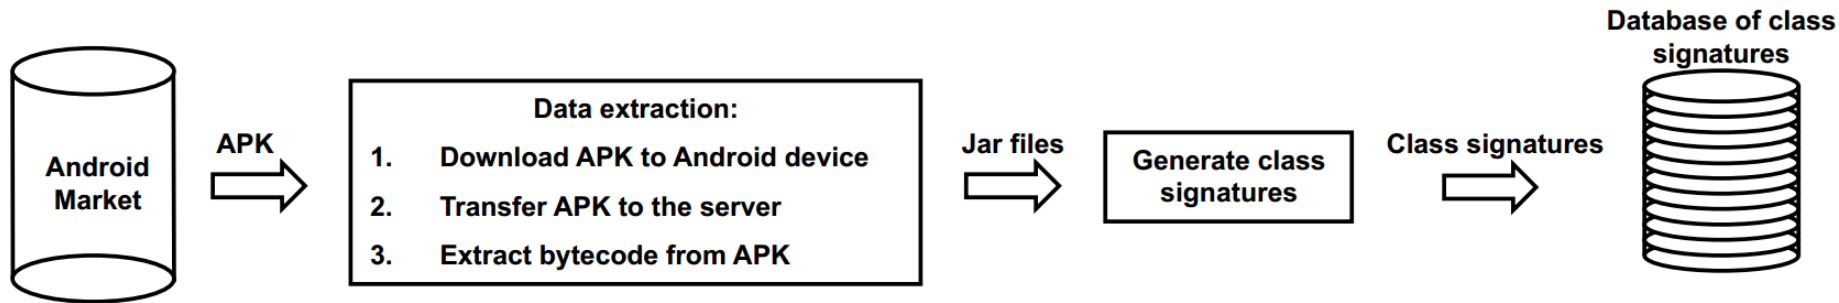 Android
Market
APK
Data extraction:
1. Download APK to Android device
2. Transfer APK to the server
3. Extract bytecode from APK
Jar files
Generate class
signatures
Class signatures
Database of class
signatures